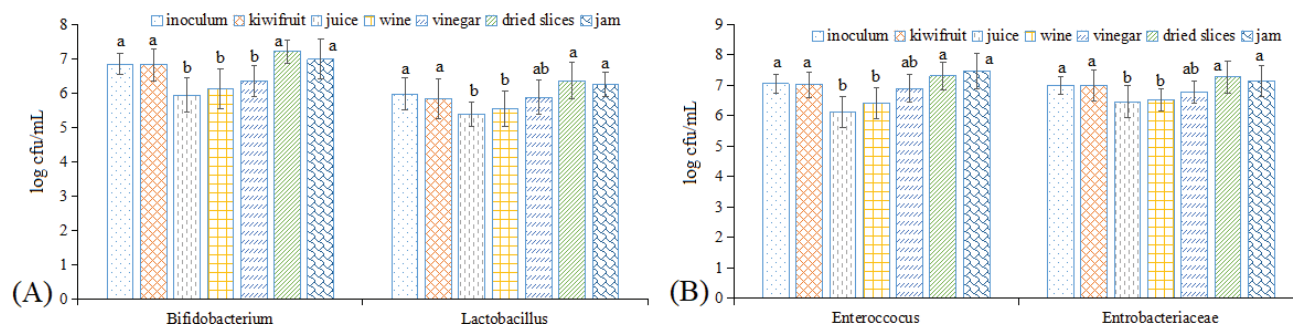 8
7
6
5
4
3
2
1
0
log cfu/mL
inoculum kiwifruit juice wine vinegar dried slices jam
a a b b b a a
a a b b ab a a
(A)
Bifidobacterium Lactobacillus
9
8
7
6
5
4
3
2
1
0
log cfu/mL
inoculum kiwifruit juice wine vinegar dried slices jam
a a b b ab a a
a a b b ab a a
(B)
Enteroccocus Entrobacteriaceae